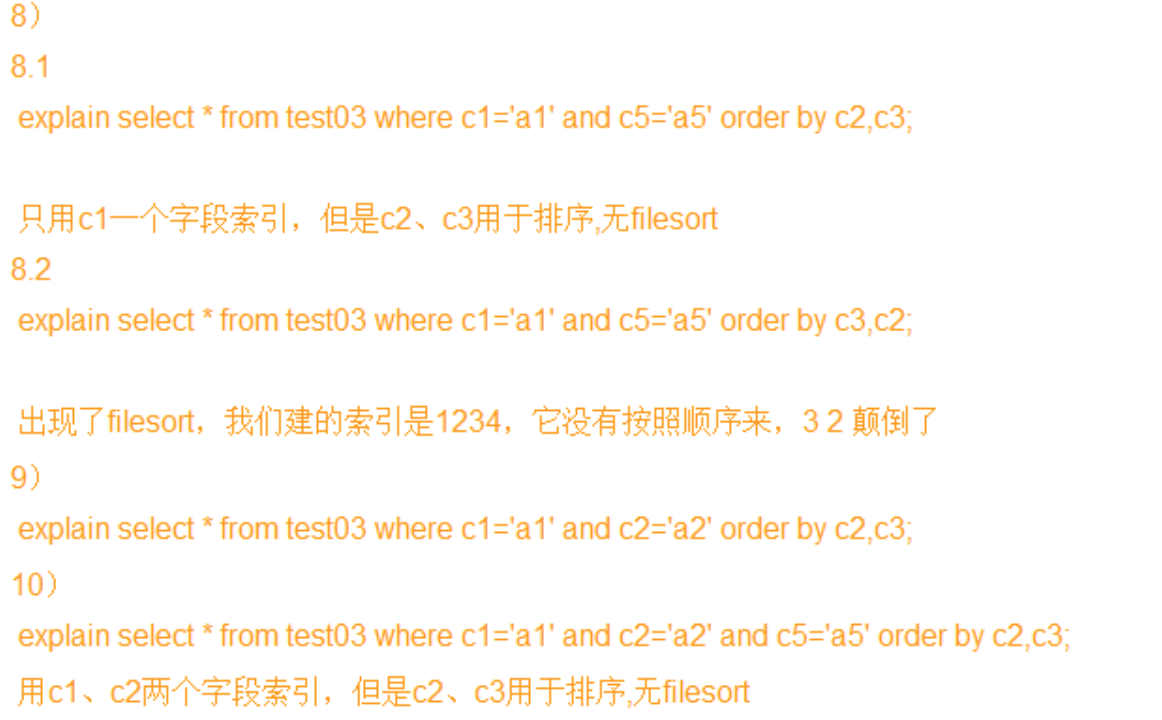 8）
8.1
explain select * from test03 where c1='a1' and c5='a5' order by c2,c3;
只用c1一个字段索引，但是c2、c3用于排序,无filesort
8.2
explain select * from test03 where c1='a1' and c5='a5' order by c3,c2;
出现了filesort，我们建的索引是1234，它没有按照顺序来，3 2 颠倒了
9）
explain select * from test03 where c1='a1' and c2='a2' order by c2,c3;
10）
explain select * from test03 where c1='a1' and c2='a2' and c5='a5' order by c2,c3;
用c1、c2两个字段索引，但是c2、c3用于排序,无filesort